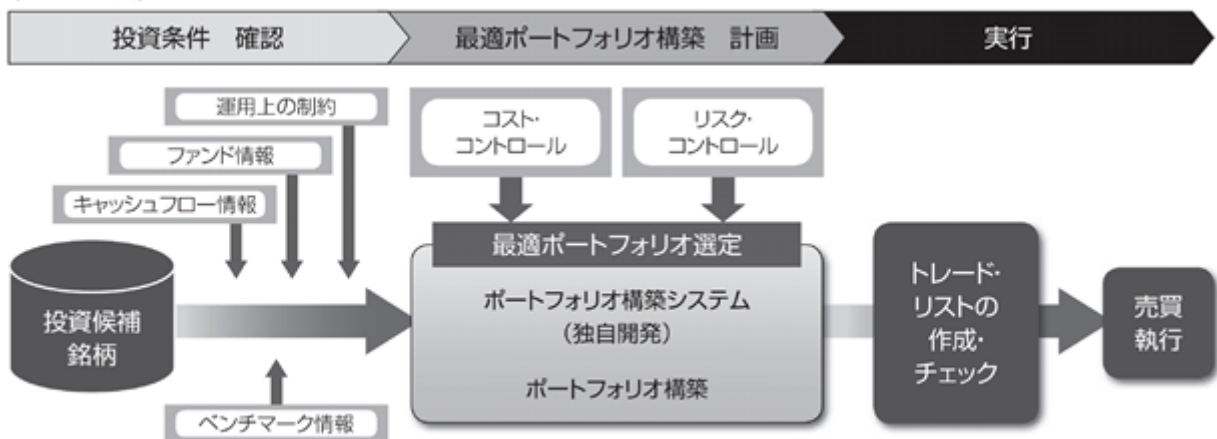 投資条件 確認
最適ポートフォリオ構築 計画
実行
運用上の制約
ファンド情報
キャッシュフロー情報
投資候補
銘柄
ベンチマーク情報
コスト・
コントロール
リスク・
コントロール
最適ポートフォリオ選定
ポートフォリオ構築システム
（独自開発）
ポートフォリオ構築
トレード・
リストの
作成・
チェック
売買
執行